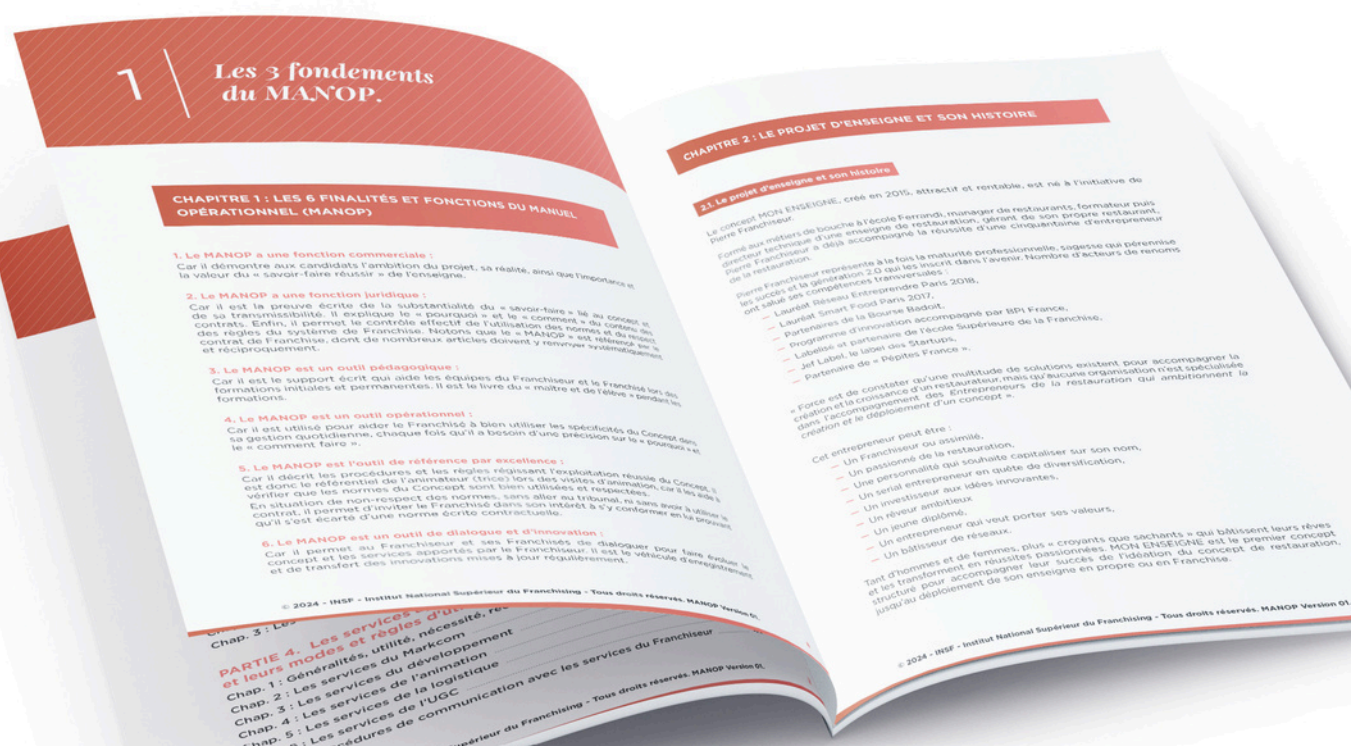 1
Les 3 fondements
du MANOP.
CHAPITRE 1 : LES 6 FINALITÉS ET FONCTIONS DU MANUEL
OPÉRATIONNEL (MANOP)
1. Le MANOP a une fonction commerciale :
Car il démontre aux candidats l'ambition du projet, sa réalité, ainsi que l'importance et
la valeur du « savoir-faire réussir » de l'enseigne.
2. Le MANOP a une fonction juridique :
Car il est la preuve écrite de la substantialité du « savoir-faire » lié au concept et
de sa transmissibilité. Il explique le « pourquoi » et le « comment » du contenu des
contrats. Enfin, il permet le contrôle effectif de l'utilisation des normes et du respect
des règles du système de Franchise. Notons que le « MANOP » est référencé par le
contrat de Franchise, dont de nombreux articles doivent y renvoyer systématiquement
et réciproquement.
3. Le MANOP est un outil pédagogique :
Car il est le support écrit qui aide les équipes du Franchiseur et le Franchisé lors des
formations initiales et permanentes. Il est le livre du « maître et de l'élève » pendant les
formations.
4. Le MANOP est un outil opérationnel :
Car il est utilisé pour aider le Franchisé à bien utiliser les spécificités du Concept dans
sa gestion quotidienne, chaque fois qu'il a besoin d'une précision sur le « pourquoi » et
le « comment faire ».
5. Le MANOP est l'outil de référence par excellence :
Car il décrit les procédures et les règles régissant l'exploitation réussie du Concept, il
est donc le référentiel de l'animateur (trice) lors des visites d'animation, car il les aide à
vérifier que les normes du Concept sont bien utilisées et respectées.
En situation de non-respect des normes, sans aller au tribunal, ni sans avoir à utiliser le
contrat, il permet d'inviter le Franchisé dans son intérêt à s'y conformer en lui prouvant
qu'il s'est écarté d'une norme écrite contractuelle.
6. Le MANOP est un outil de dialogue et d'innovation :
Car il permet au Franchiseur et ses Franchisés de dialoguer pour faire évoluer le
concept et les services apportés par le Franchiseur. Il est le véhicule d'enregistrement
et de transfert des innovations mises à jour régulièrement.
© 2024 - INSF - Institut National Supérieur du Franchising - Tous droits réservés. MANOP Version 01.
Chap. 3 : Les
PARTIE 4. Les services
et leurs modes et règles d'
Chap. 1 : Généralités, utilité, nécessité,
Chap. 2 : Les services du Markcom
Chap. 3 : Les services du développement
Chap. 4 : Les services de l'animation
Chap. 5 : Les services de la logistique
: Les services de l'UGC
de communication avec les services du Franchiseur
du Franchising - Tous droits réservés. MANOP Version 01.
CHAPITRE 2 : LE PROJET D'ENSEIGNE ET SON HISTOIRE
2.1. Le projet d'enseigne et son histoire
Le concept MON ENSEIGNE, créé en 2015, attractif et rentable, est né à l'initiative de
Pierre Franchiseur.
Formé aux métiers de bouche à l'école Ferrandi, manager de restaurants, formateur puis
directeur technique d'une enseigne de restauration, gérant de son propre restaurant,
Pierre Franchiseur a déjà accompagné la réussite d'une cinquantaine d'entrepreneur
de la restauration.
Pierre Franchiseur représente à la fois la maturité professionnelle, sagesse qui pérennise
les succès et la génération 2.0 qui les inscrit dans l'avenir. Nombre d'acteurs de renoms
ont salué ses compétences transversales :
– Lauréat Réseau Entreprendre Paris 2018,
– Lauréat Smart Food Paris 2017,
– Partenaires de la Bourse Badoit,
– Programme d'innovation accompagné par BPI France,
– Labelisé et partenaire de l'école Supérieure de la Franchise,
– Jef Label, le label des Startups,
– Partenaire de « Pépites France ».
« Force est de constater qu'une multitude de solutions existent pour accompagner la
création et la croissance d'un restaurateur, mais qu'aucune organisation n'est spécialisée
dans l'accompagnement des Entrepreneurs de la restauration qui ambitionnent la
création et le déploiement d'un concept ».
Cet entrepreneur peut être :
– Un Franchiseur ou assimilé,
– Un passionné de la restauration,
– Une personnalité qui souhaite capitaliser sur son nom,
– Un serial entrepreneur en quête de diversification,
– Un investisseur aux idées innovantes,
– Un rêveur ambitieux
– Un jeune diplômé,
– Un entrepreneur qui veut porter ses valeurs,
– Un bâtisseur de réseaux.
Tant d'hommes et de femmes, plus « croyants que sachants » qui bâtissent leurs rêves
et les transforment en réussites passionnées. MON ENSEIGNE est le premier concept
structuré pour accompagner leur succès de l'idéation du concept de restauration,
jusqu'au déploiement de son enseigne en propre ou en Franchise.
© 2024 - INSF - Institut National Supérieur du Franchising - Tous droits réservés. MANOP Version 01.